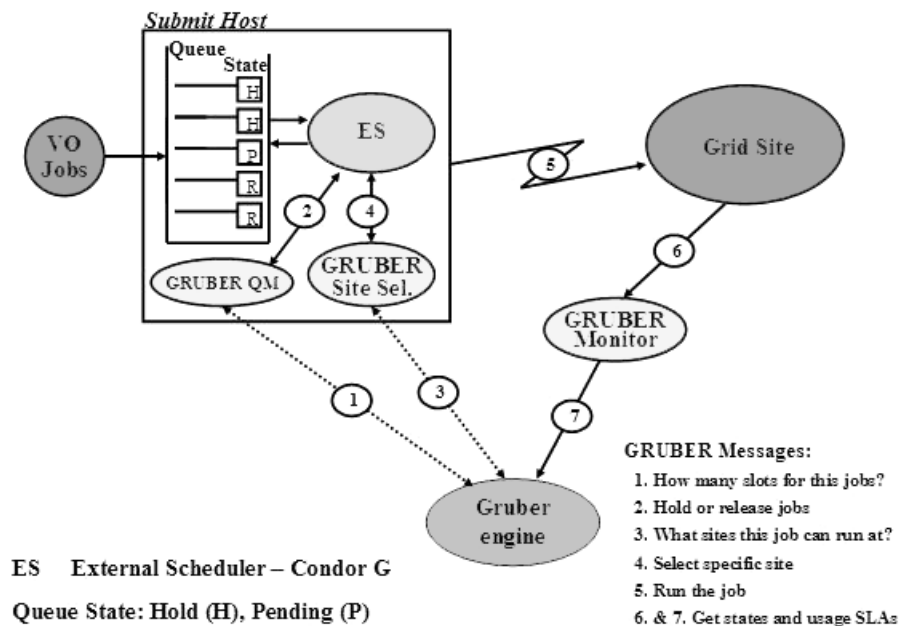 Submit Host
Queue
State
H
H
P
R
R
VO
Jobs
ES
2
4
GRUBER QM
GRUBER
Site Sel.
5
Grid Site
6
GRUBER
Monitor
1
3
7
Gruber
engine
GRUBER Messages:
1. How many slots for this jobs?
2. Hold or release jobs
3. What sites this job can run at?
4. Select specific site
5. Run the job
6. & 7. Get states and usage SLAs
ES External Scheduler – Condor G
Queue State: Hold (H), Pending (P)